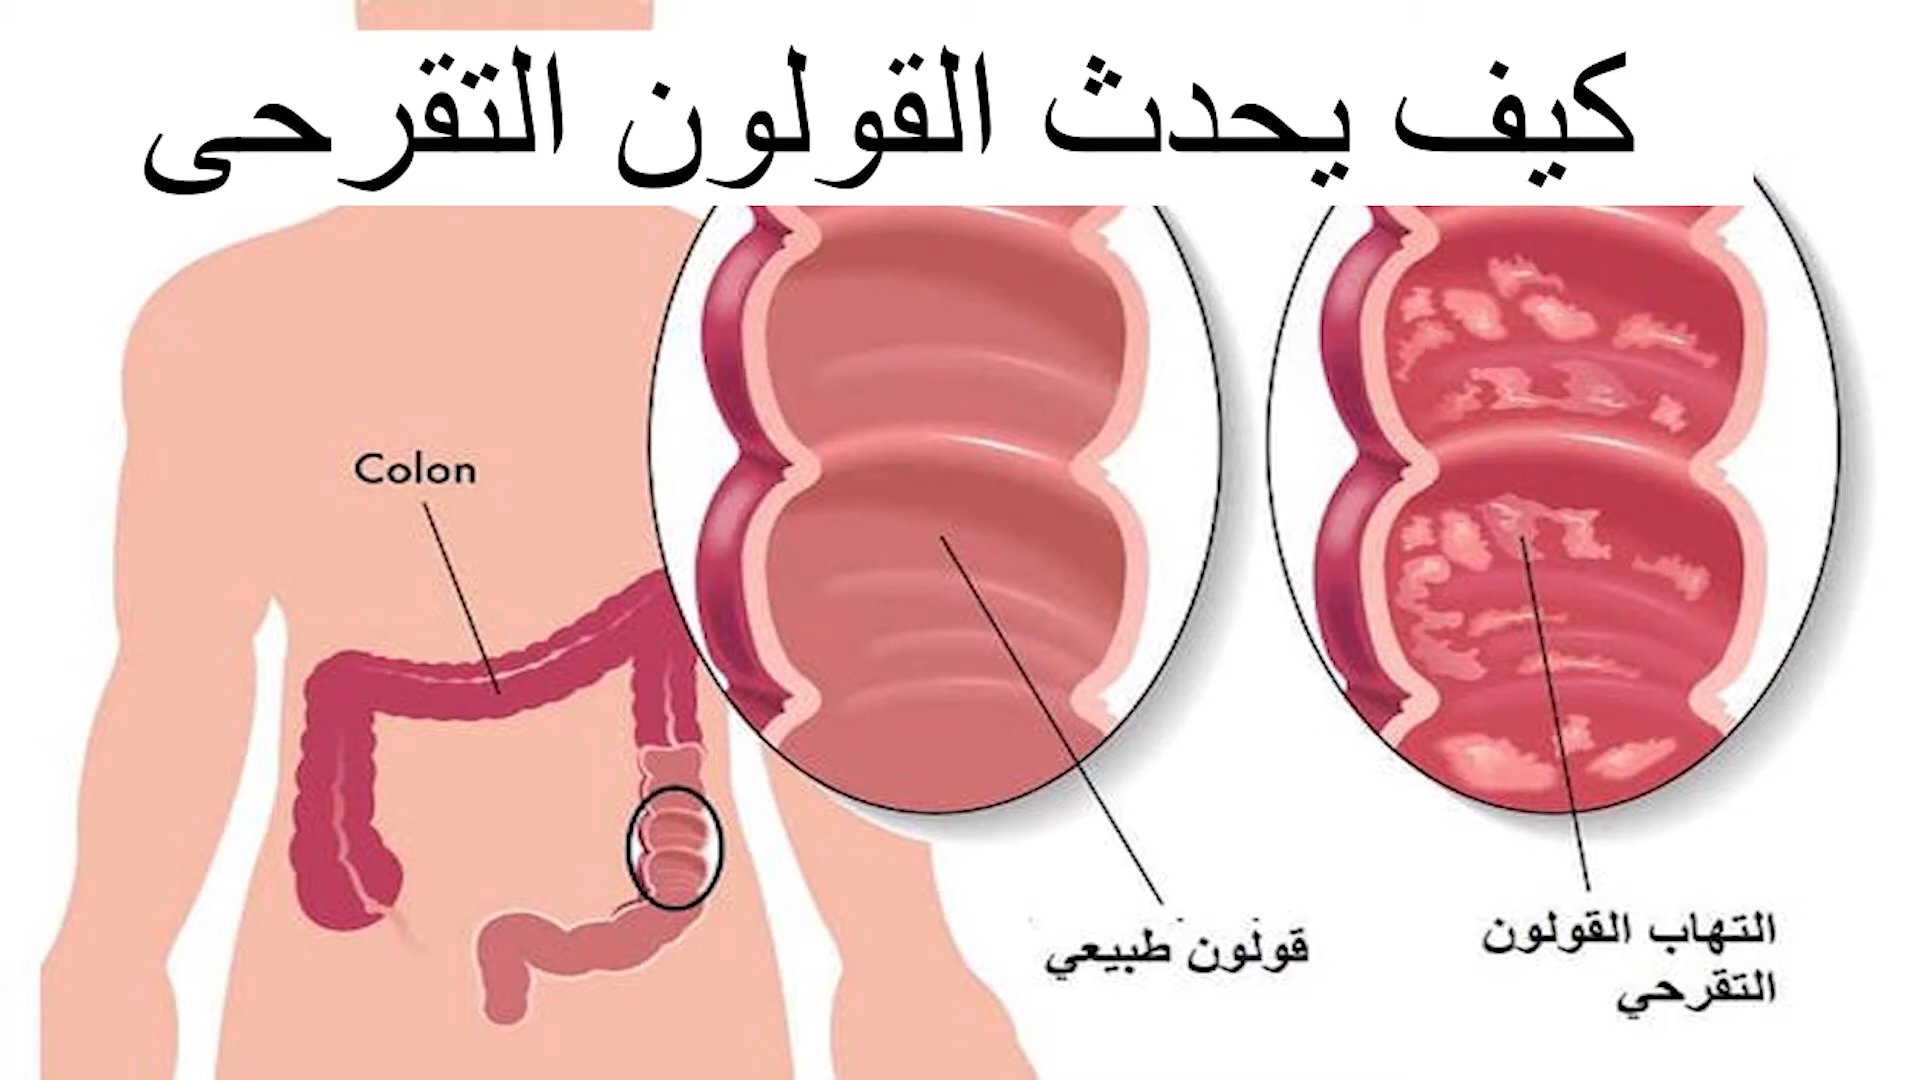 كيف يحدث القولون التقرحى
Colon
قولون طبيعي
التهاب القولون
التقرحي